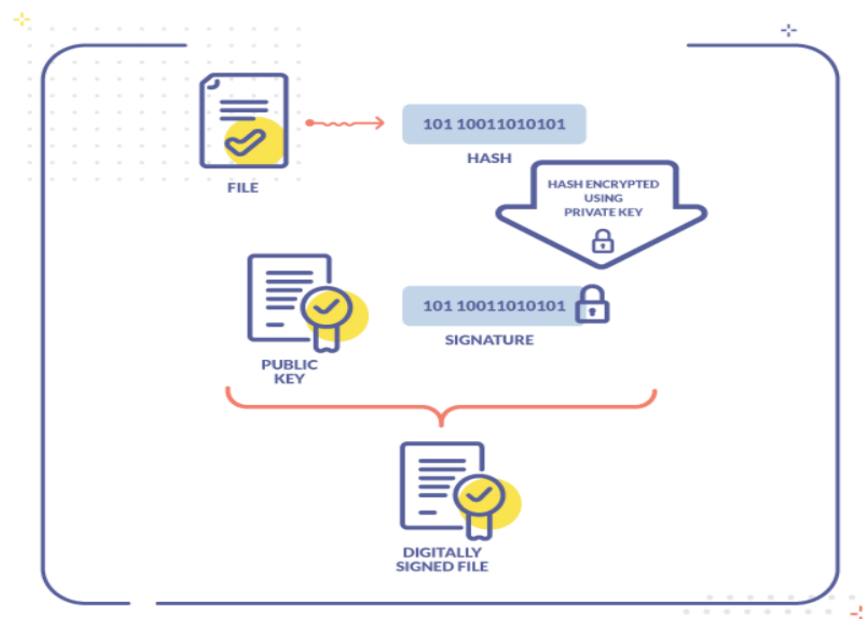 101 10011010101
HASH
FILE
HASH ENCRYPTED
USING
PRIVATE KEY
101 10011010101
SIGNATURE
PUBLIC
KEY
DIGITALLY
SIGNED FILE